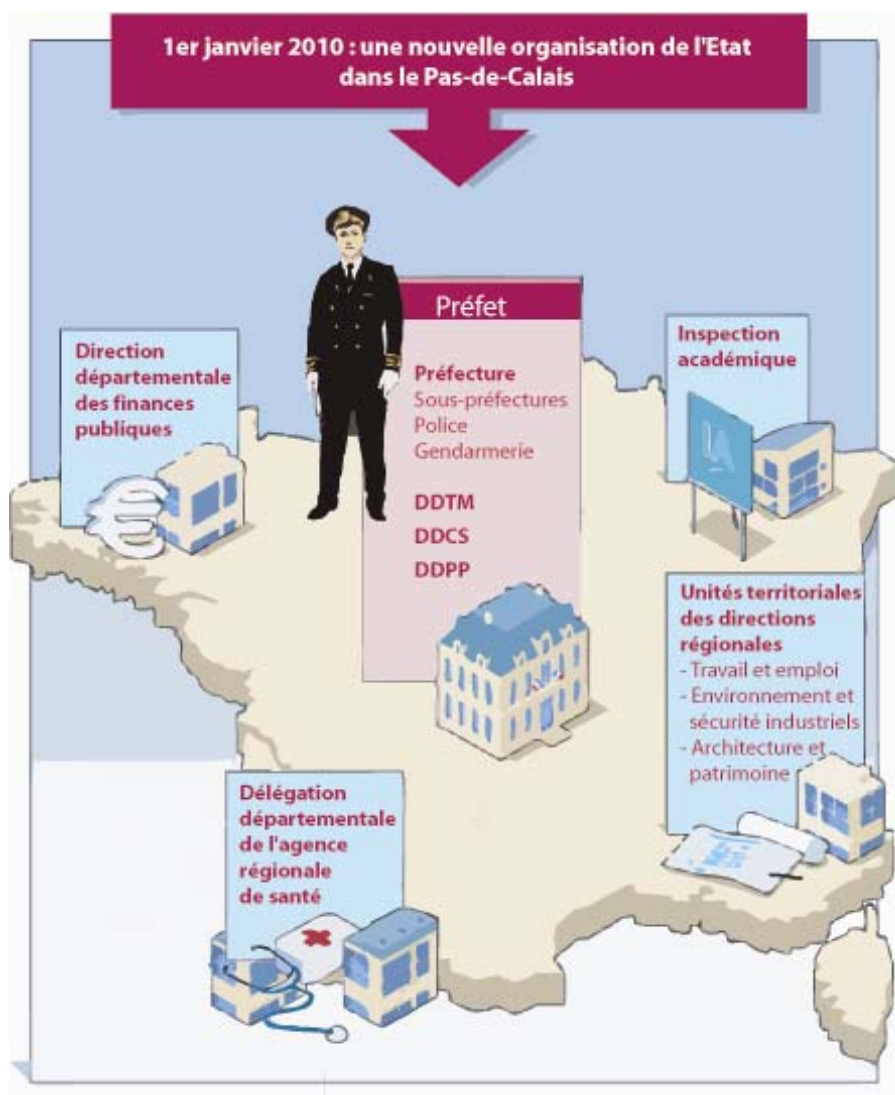 1er janvier 2010 : une nouvelle organisation de l'Etat
dans le Pas-de-Calais
Préfet
Préfecture
Sous-préfectures
Police
Gendarmerie
DDTM
DDCS
DDPP
Direction
départementale
des finances
publiques
€
Inspection
académique
IA
Unités territoriales
des directions
régionales
- Travail et emploi
- Environnement et
sécurité industriels
- Architecture et
patrimoine
Délégation
départementale
de l'agence
régionale
de santé